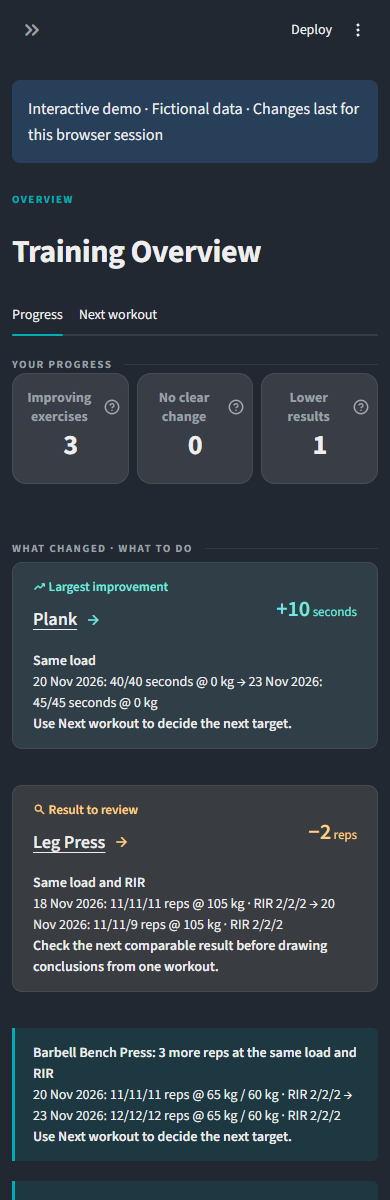 Deploy
Interactive demo · Fictional data · Changes last for
this browser session
OVERVIEW
Training Overview
Progress Next workout
YOUR PROGRESS
Improving
exercises
3
No clear
change
0
Lower
results
1
WHAT CHANGED · WHAT TO DO
Largest improvement
Plank →
+10 seconds
Same load
20 Nov 2026: 40/40 seconds @ 0 kg → 23 Nov 2026:
45/45 seconds @ 0 kg
Use Next workout to decide the next target.
Result to review
Leg Press →
−2 reps
Same load and RIR
18 Nov 2026: 11/11/11 reps @ 105 kg · RIR 2/2/2 → 20
Nov 2026: 11/11/9 reps @ 105 kg · RIR 2/2/2
Check the next comparable result before drawing
conclusions from one workout.
Barbell Bench Press: 3 more reps at the same load and
RIR
20 Nov 2026: 11/11/11 reps @ 65 kg / 60 kg · RIR 2/2/2 →
23 Nov 2026: 12/12/12 reps @ 65 kg / 60 kg · RIR 2/2/2
Use Next workout to decide the next target.